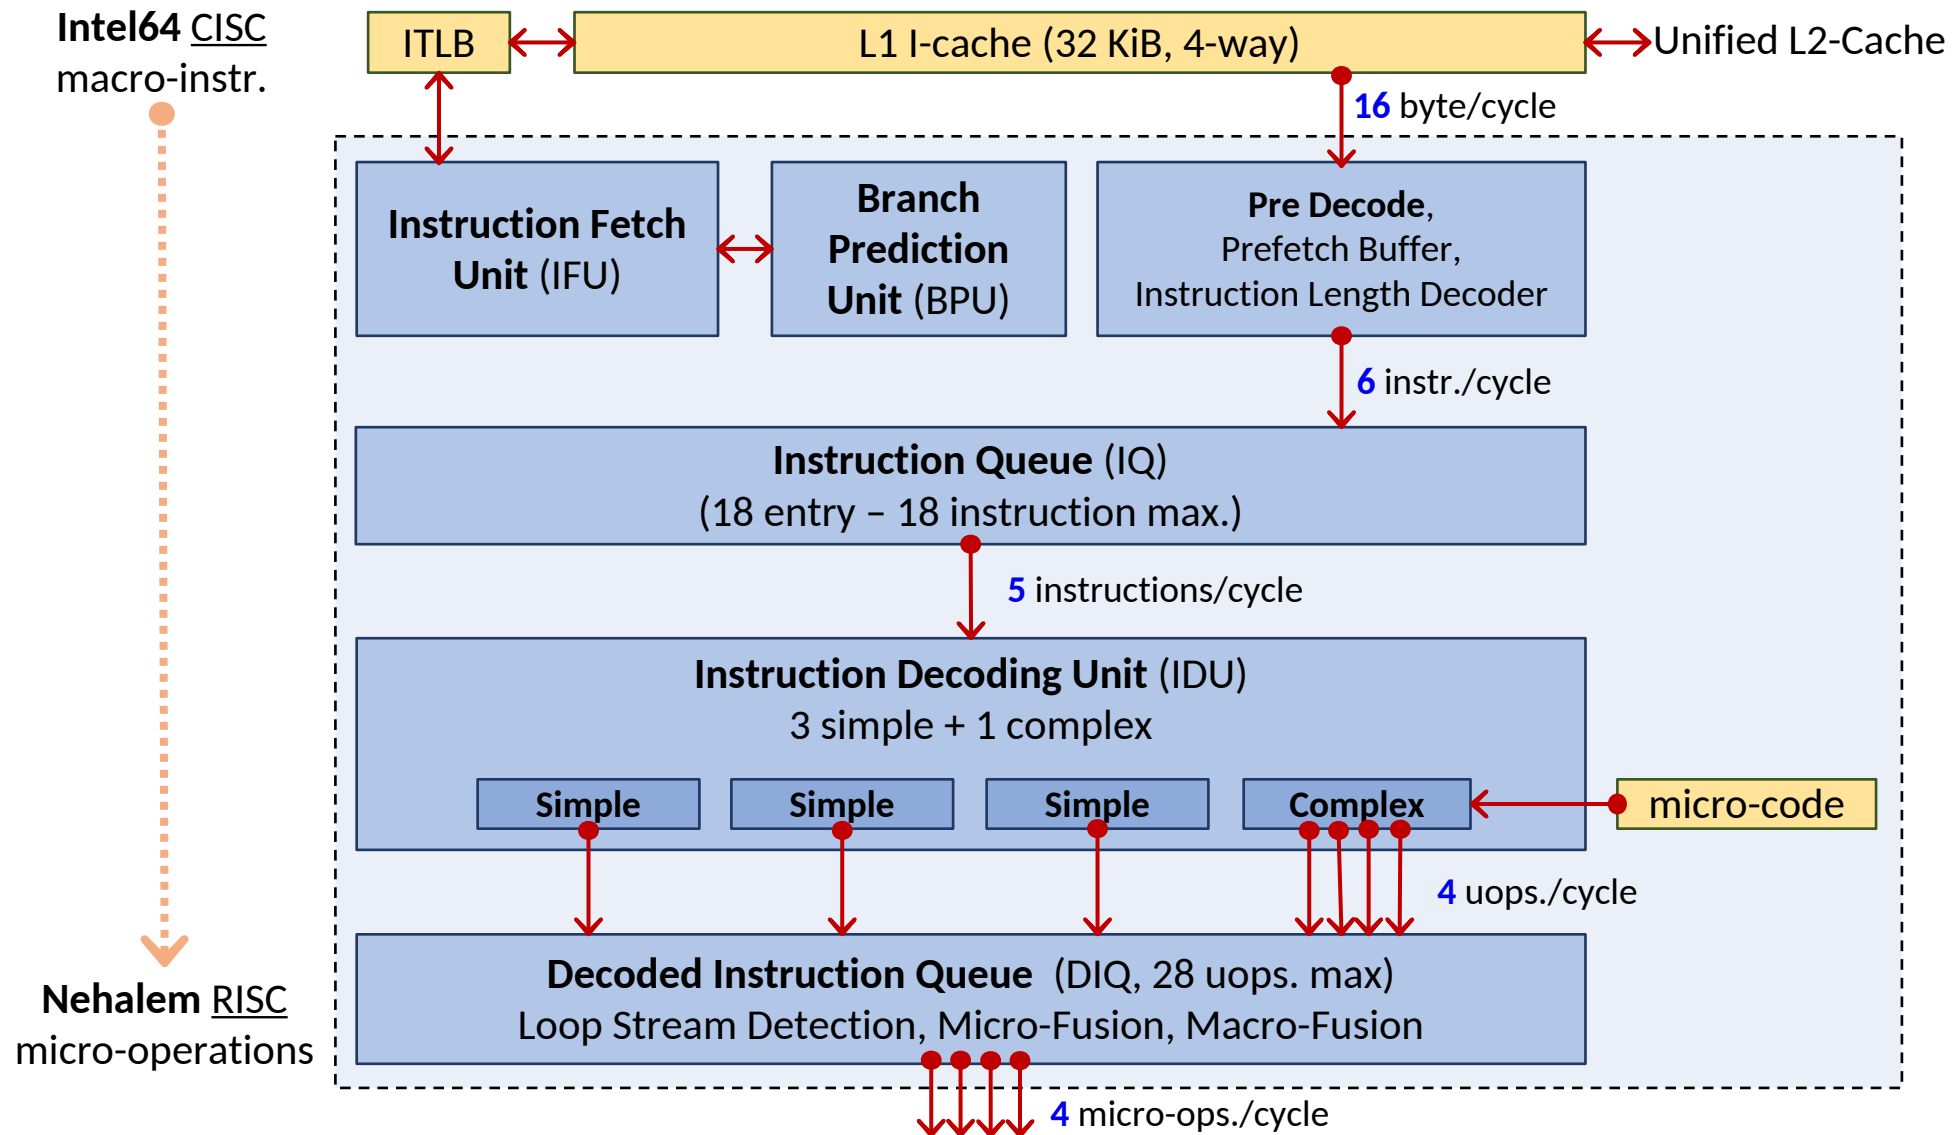 Intel64 CISC
macro-instr.
ITLB
L1 I-cache (32 KiB, 4-way)
Unified L2-Cache
16 byte/cycle
Instruction Fetch
Unit (IFU)
Branch
Prediction
Unit (BPU)
Pre Decode,
Prefetch Buffer,
Instruction Length Decoder
6 instr./cycle
Instruction Queue (IQ)
(18 entry – 18 instruction max.)
5 instructions/cycle
Instruction Decoding Unit (IDU)
3 simple + 1 complex
Simple
Simple
Simple
Complex
micro-code
4 uops./cycle
Decoded Instruction Queue (DIQ, 28 uops. max)
Loop Stream Detection, Micro-Fusion, Macro-Fusion
Nehalem RISC
micro-operations
4 micro-ops./cycle